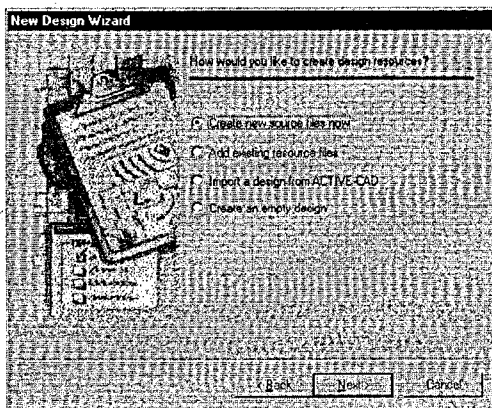 New Design Wizard
How would you like to create design resources?
Create new source files now
Add existing resource files
Import a design from ACTIVE-CAD
Create an empty design
< Back
Next >
Cancel